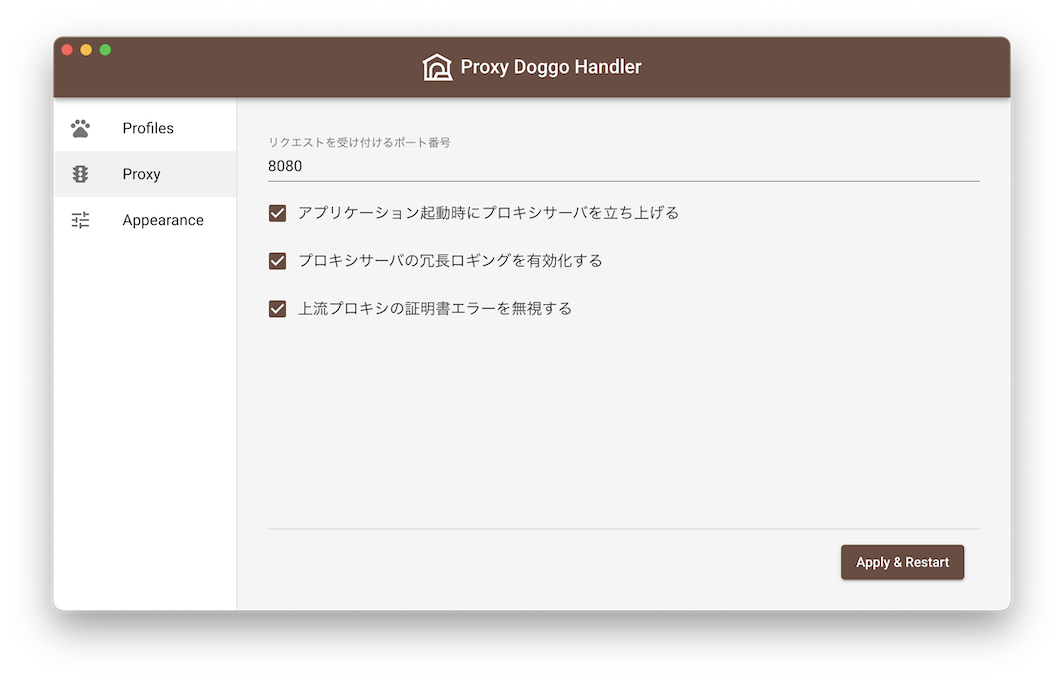 Proxy Doggo Handler
Profiles
Proxy
Appearance
リクエストを受け付けるポート番号
8080
アプリケーション起動時にプロキシサーバを立ち上げる
プロキシサーバの冗長ロギングを有効化する
上流プロキシの証明書エラーを無視する
Apply & Restart